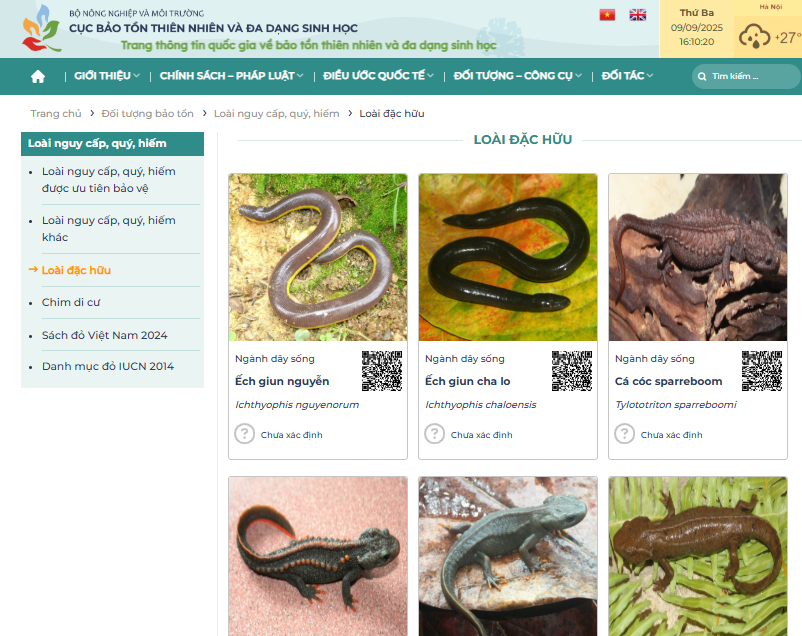 BỘ NÔNG NGHIỆP VÀ MÔI TRƯỜNG
CỤC BẢO TỒN THIÊN NHIÊN VÀ ĐA DẠNG SINH HỌC
Trang thông tin quốc gia về bảo tồn thiên nhiên và đa dạng sinh học
Thứ Ba
09/09/2025
16:10:20
Hà Nội
+27°
GIỚI THIỆU
CHÍNH SÁCH – PHÁP LUẬT
ĐIỀU ƯỚC QUỐC TẾ
ĐỐI TƯỢNG – CÔNG CỤ
ĐỐI TÁC
Tìm kiếm ...
Trang chủ › Đối tượng bảo tồn › Loài nguy cấp, quý, hiếm › Loài đặc hữu
Loài nguy cấp, quý, hiếm
Loài nguy cấp, quý, hiếm
được ưu tiên bảo vệ
Loài nguy cấp, quý, hiếm
khác
Loài đặc hữu
Chim di cư
Sách đỏ Việt Nam 2024
Danh mục đỏ IUCN 2014
LOÀI ĐẶC HỮU
Ngành dây sống
Ếch giun nguyễn
Ichthyophis nguyenorum
? Chưa xác định
Ngành dây sống
Ếch giun cha lo
Ichthyophis chaloensis
? Chưa xác định
Ngành dây sống
Cá cóc sparreboom
Tylototriton sparreboomi
? Chưa xác định